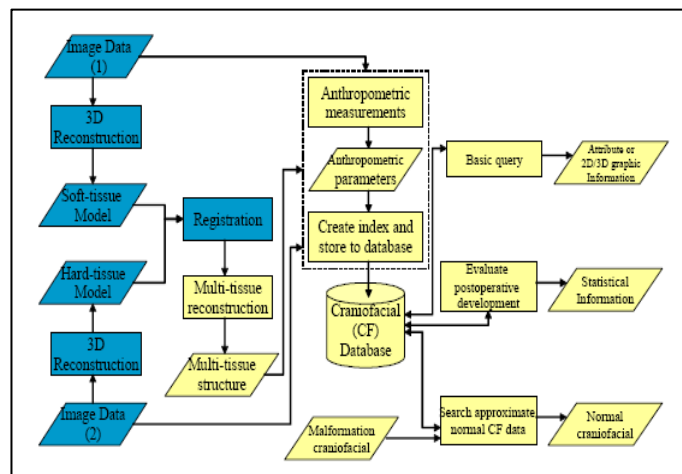 Image Data
(1)
3D
Reconstruction
Soft-tissue
Model
Hard-tissue
Model
3D
Reconstruction
Image Data
(2)
Registration
Multi-tissue
reconstruction
Multi-tissue
structure
Anthropometric
measurements
Anthropometric
parameters
Create index and
store to database
Craniofacial
(CF)
Database
Malformation
craniofacial
Basic query
Attribute or
2D/3D graphic
Information
Evaluate
postoperative
development
Statistical
Information
Search approximate
normal CF data
Normal
craniofacial